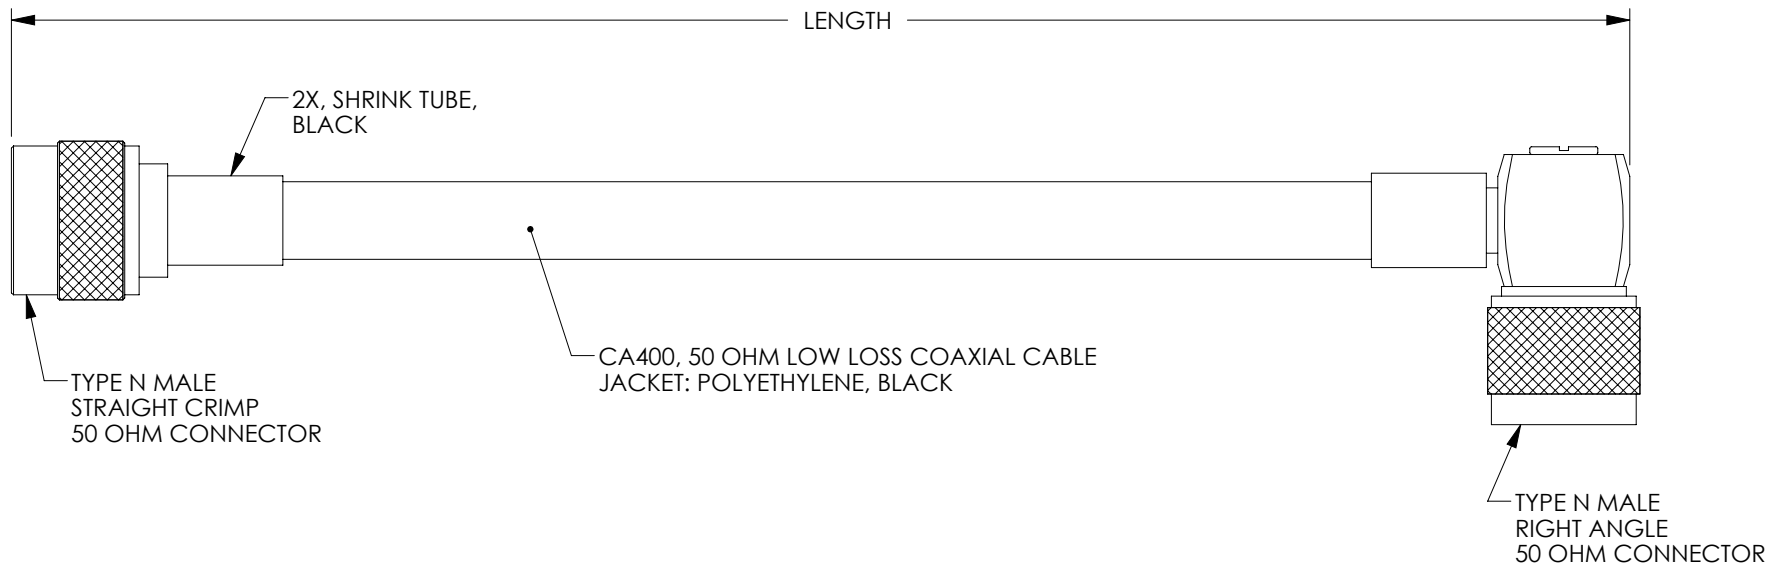 LENGTH
2X, SHRINK TUBE,
BLACK
CA400, 50 OHM LOW LOSS COAXIAL CABLE
JACKET: POLYETHYLENE, BLACK
TYPE N MALE
STRAIGHT CRIMP
50 OHM CONNECTOR
TYPE N MALE
RIGHT ANGLE
50 OHM CONNECTOR